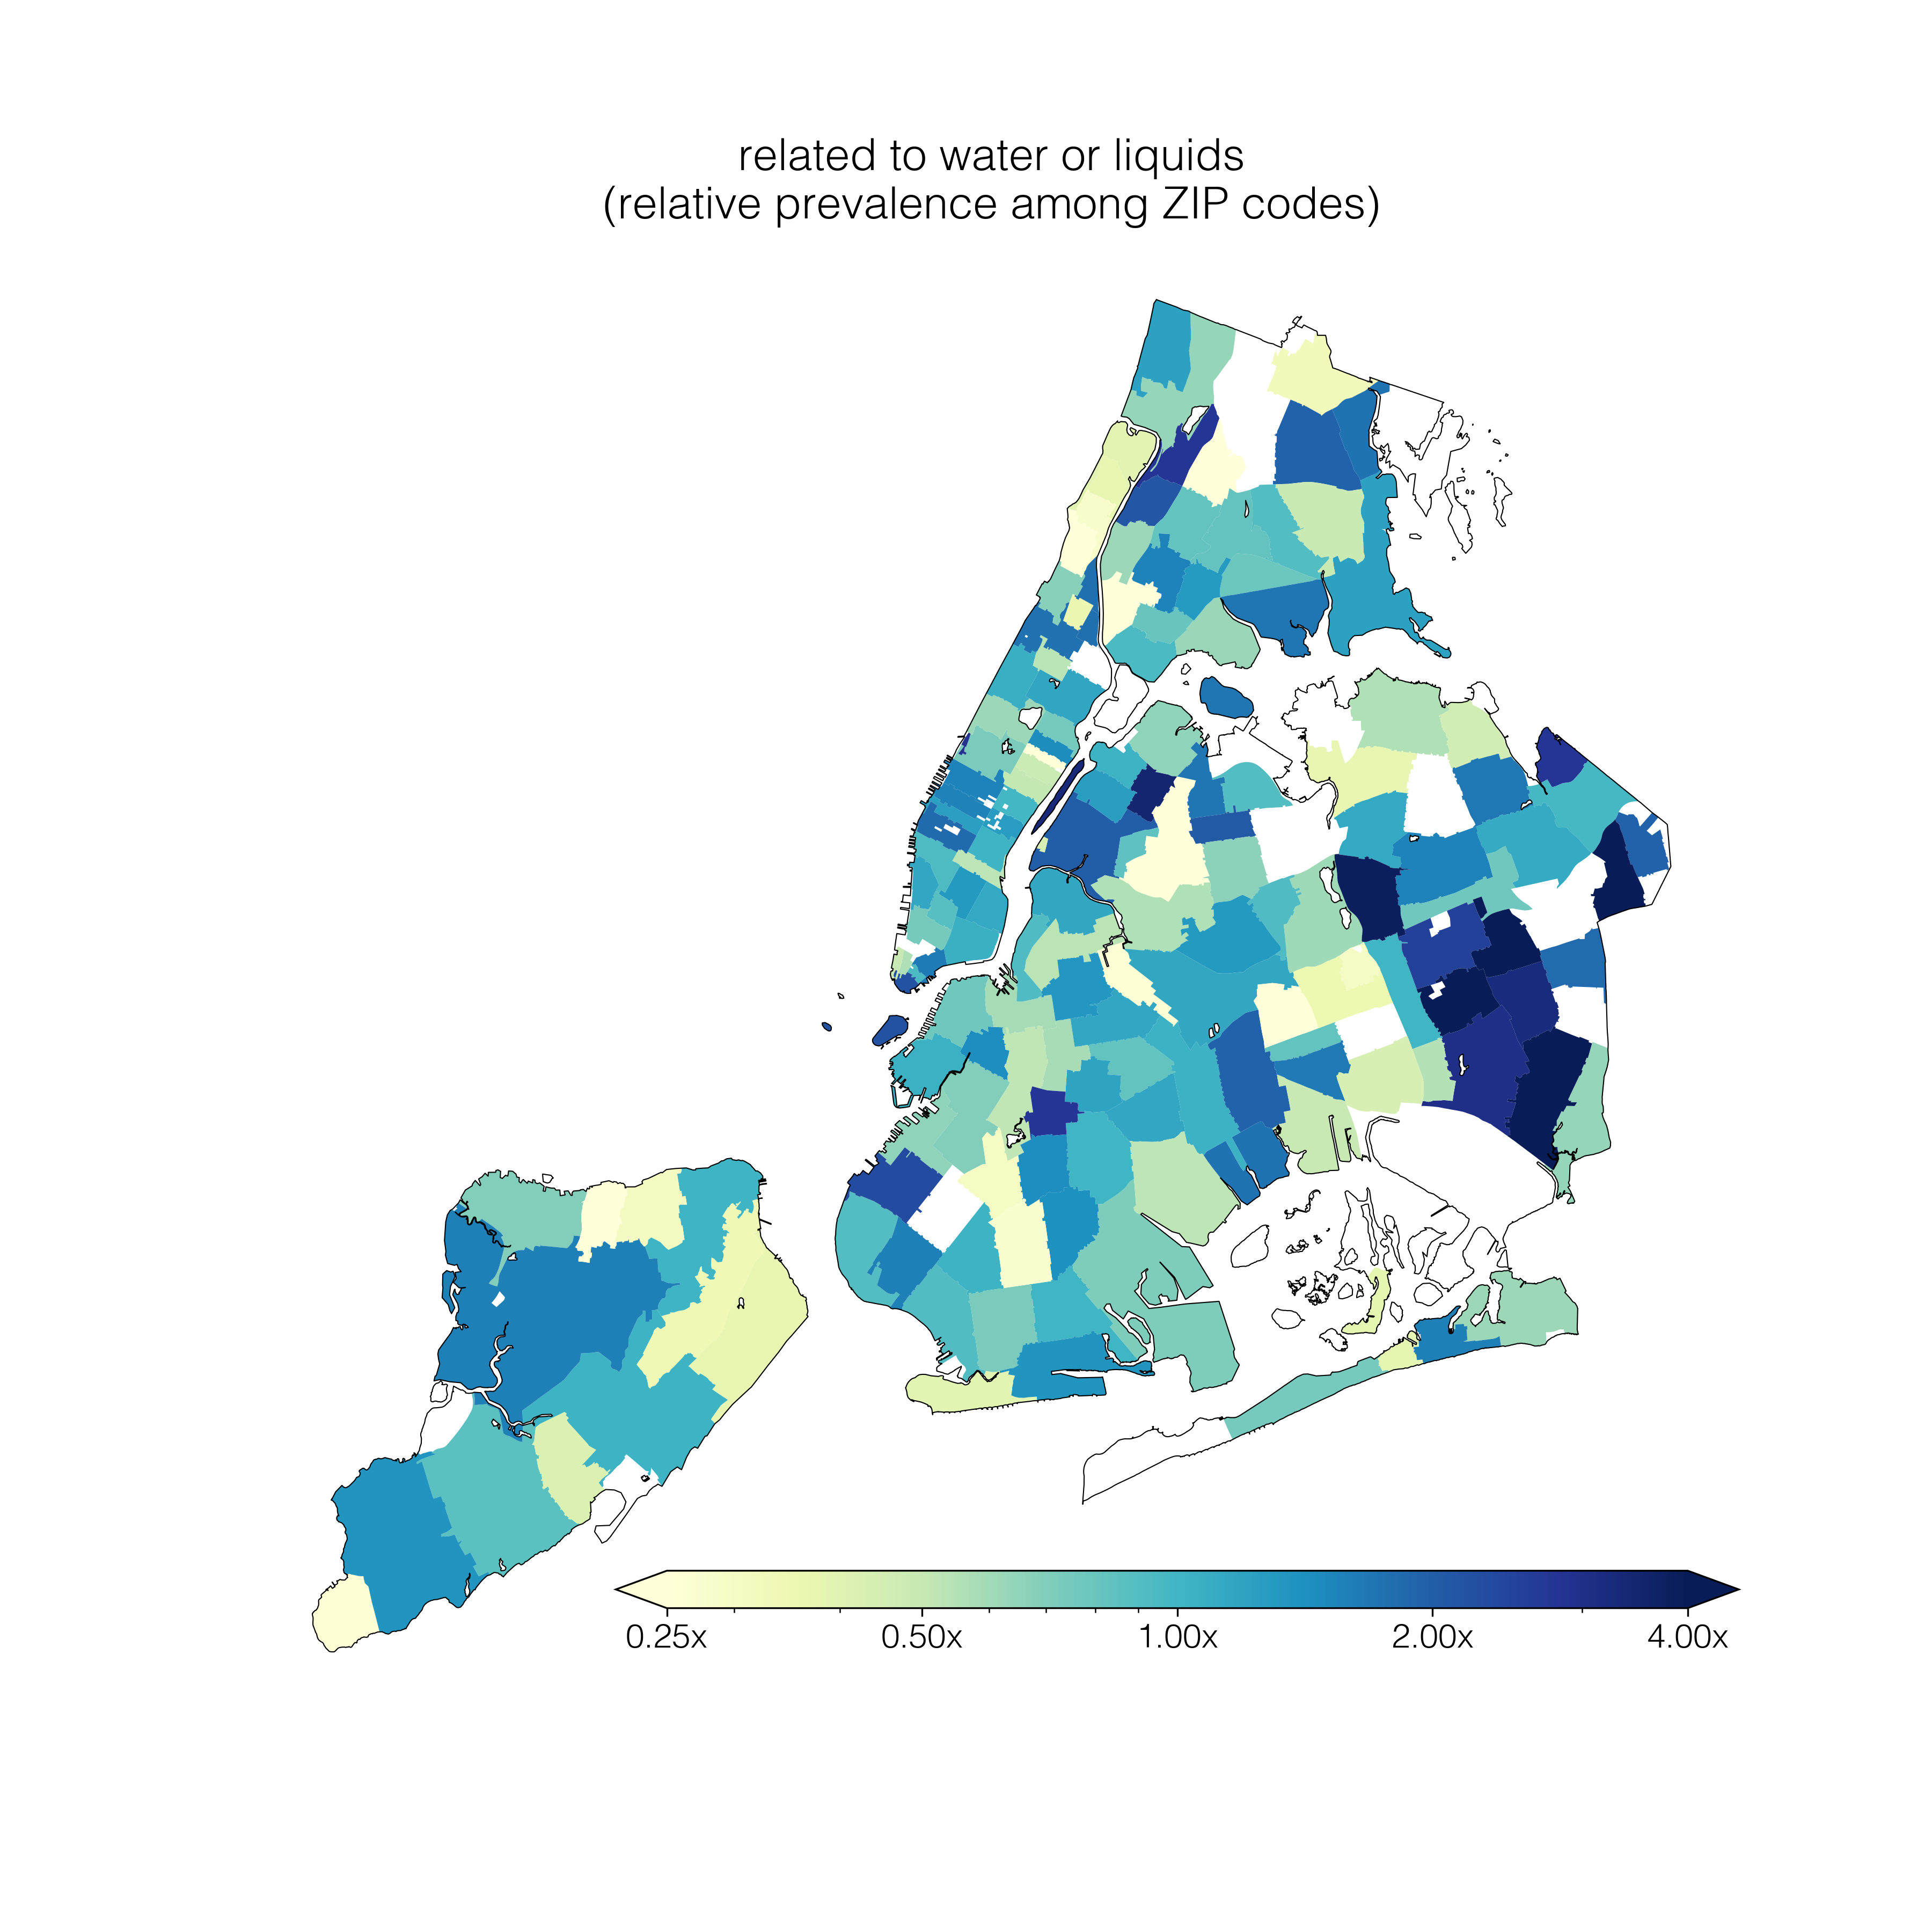 related to water or liquids
(relative prevalence among ZIP codes)
0.25x 0.50x 1.00x 2.00x 4.00x